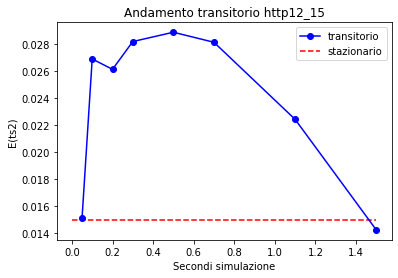 Andamento transitorio http12_15
transitorio
stazionario
0.028
0.026
0.024
0.022
0.020
0.018
0.016
0.014
E(ts2)
0.0 0.2 0.4 0.6 0.8 1.0 1.2 1.4
Secondi simulazione